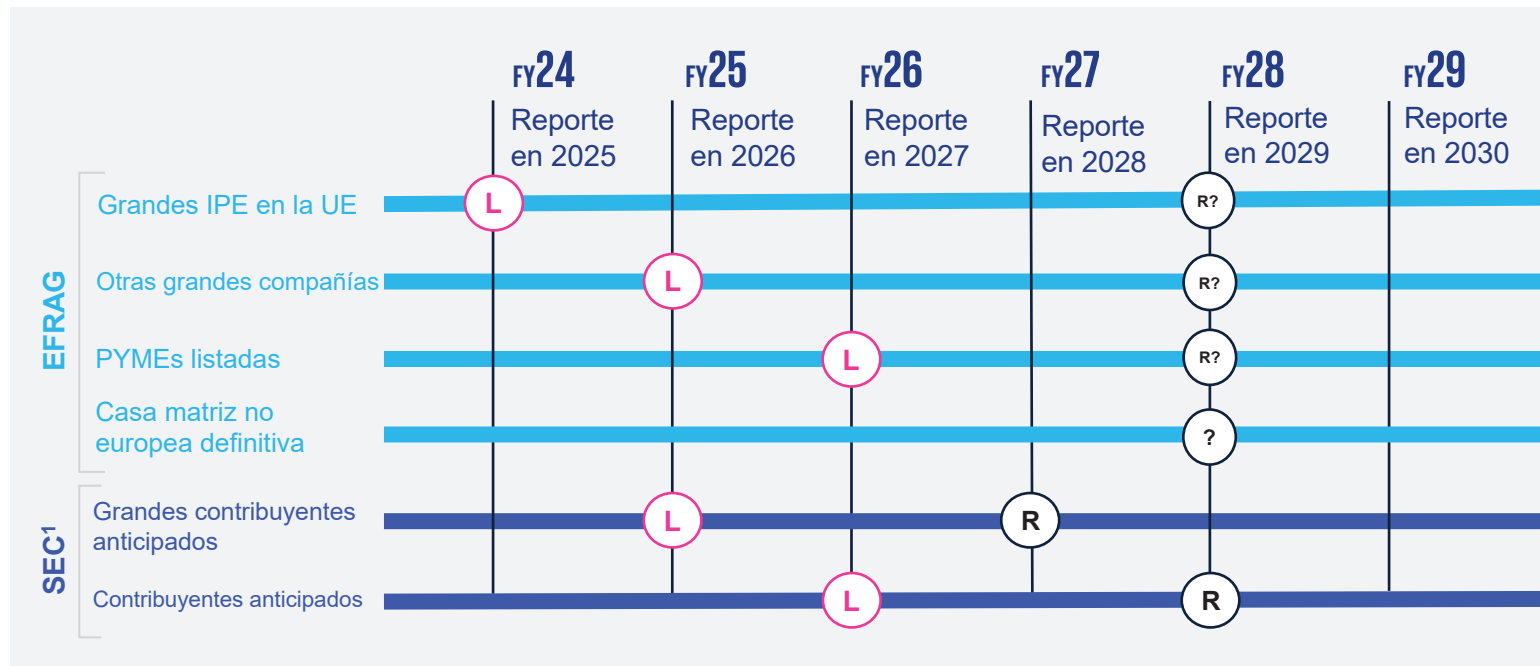 FY24
Reporte
en 2025
FY25
Reporte
en 2026
FY26
Reporte
en 2027
FY27
Reporte
en 2028
FY28
Reporte
en 2029
FY29
Reporte
en 2030
EFRAG
Grandes IPE en la UE
L
R?
Otras grandes compañías
L
R?
PYMEs listadas
L
R?
Casa matriz no
europea definitiva
?
SEC¹
Grandes contribuyentes
anticipados
L
R
Contribuyentes anticipados
L
R